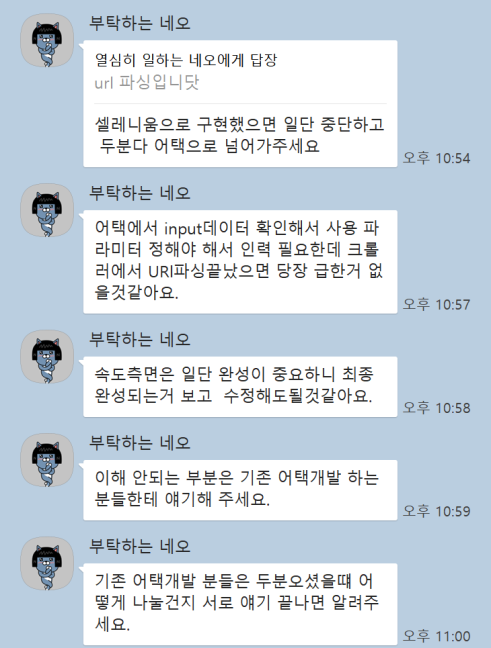 부탁하는 네오
열심히 일하는 네오에게 답장
url 파싱입니닷
셀레니움으로 구현했으면 일단 중단하고
두분다 어택으로 넘어가주세요
오후 10:54
부탁하는 네오
어택에서 input데이터 확인해서 사용 파
라미터 정해야 해서 인력 필요한데 크롤
러에서 URl파싱끝났으면 당장 급한거 없
을것같아요.
오후 10:57
부탁하는 네오
속도측면은 일단 완성이 중요하니 최종
완성되는거 보고  수정해도될것같아요.
오후 10:58
부탁하는 네오
이해 안되는 부분은 기존 어택개발 하는
분들한테 얘기해 주세요.
오후 10:59
부탁하는 네오
기존 어택개발 분들은 두분오셨을떄 어
떻게 나눌건지 서로 얘기 끝나면 알려주
세요.
오후 11:00